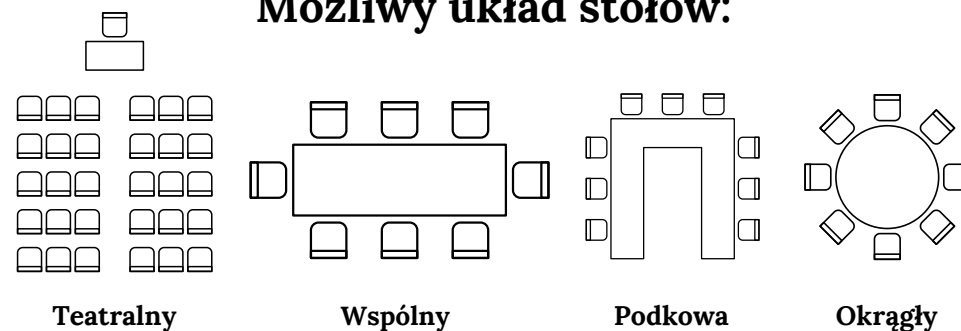 Możliwy układ stołów:
Teatralny
Wspólny
Podkowa
Okrągły